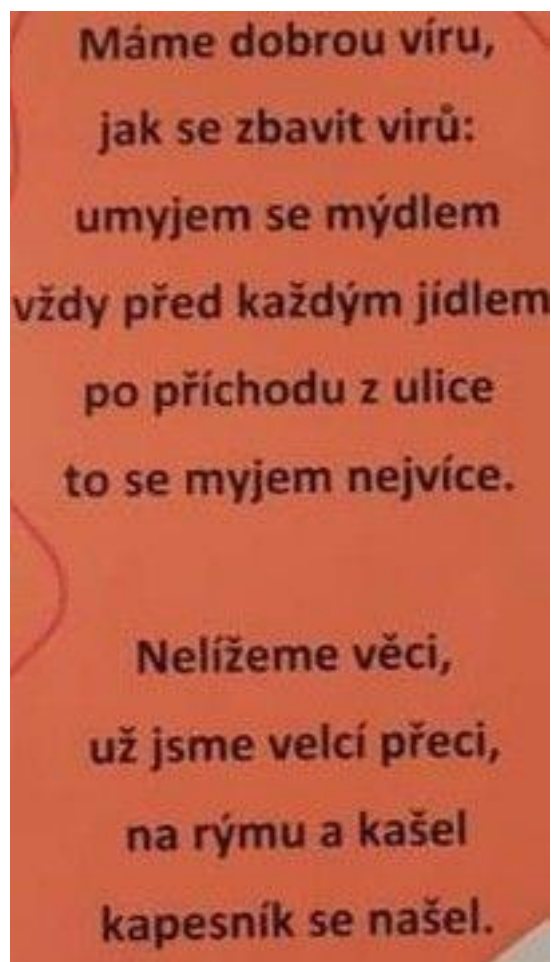 Máme dobrou víru,
jak se zbavit virů:
umyjem se mýdlem
vždy před každým jídlem
po příchodu z ulice
to se myjem nejvíce.
Nelížeme věci,
už jsme velcí přeci,
na rýmu a kašel
kapesník se našel.